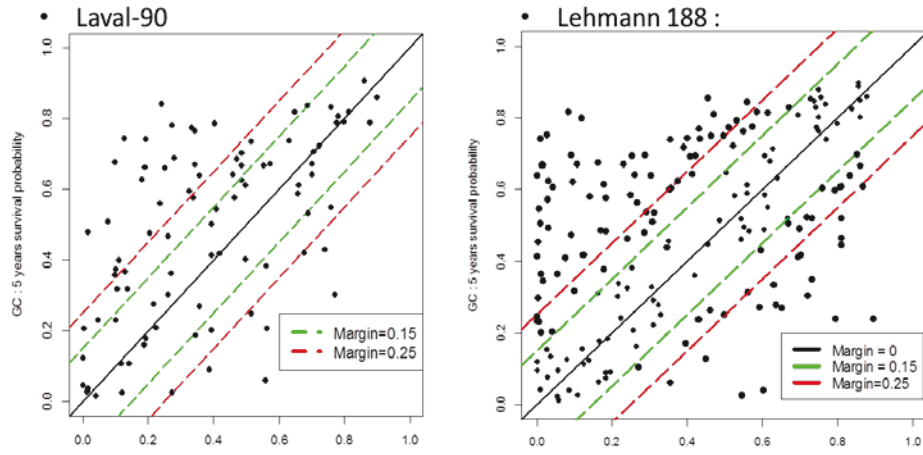 • Laval-90
GC : 5 years survival probability
1.0
0.8
0.6
0.4
0.2
0.0
0.0 0.2 0.4 0.6 0.8 1.0
Margin=0.15
Margin=0.25
• Lehmann 188 :
GC : 5 years survival probability
1.0
0.8
0.6
0.4
0.2
0.0
0.0 0.2 0.4 0.6 0.8 1.0
Margin = 0
Margin = 0.15
Margin=0.25